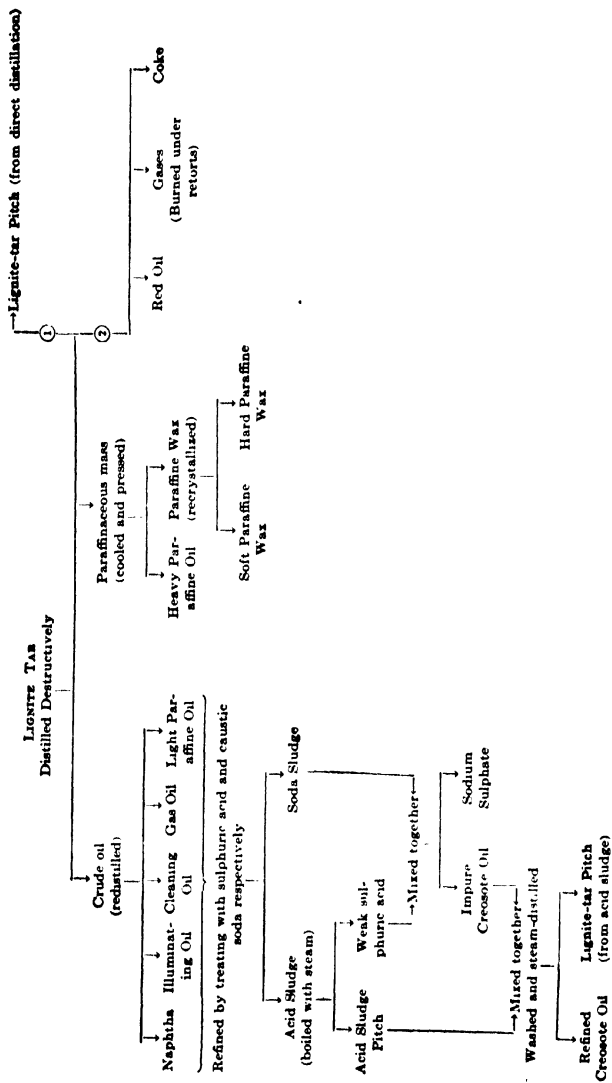 LIGNITE TAR
Distilled Destructively
Crude oil
(redistilled)
Paraffinaceous mass
(cooled and pressed)
①
→Lignite-tar Pitch (from direct distillation)
②
Naphtha
Illuminat-
ing Oil
Cleaning
Oil
Gas Oil
Light Par-
affine Oil
Heavy Par-
affine Oil
Paraffine Wax
(recrystallized)
Red Oil
Gases
(Burned under
retorts)
Coke
Refined by treating with sulphuric acid and caustic
soda respectively
Soft Paraffine
Wax
Hard Paraffine
Wax
Acid Sludge
(boiled with steam)
Soda Sludge
Acid Sludge
Pitch
Weak sul-
phuric acid
→Mixed together←
Impure
Creosote Oil
Sodium
Sulphate
→Mixed together←
Washed and steam-distilled
Refined
Creosote Oil
Lignite-tar Pitch
(from acid sludge)